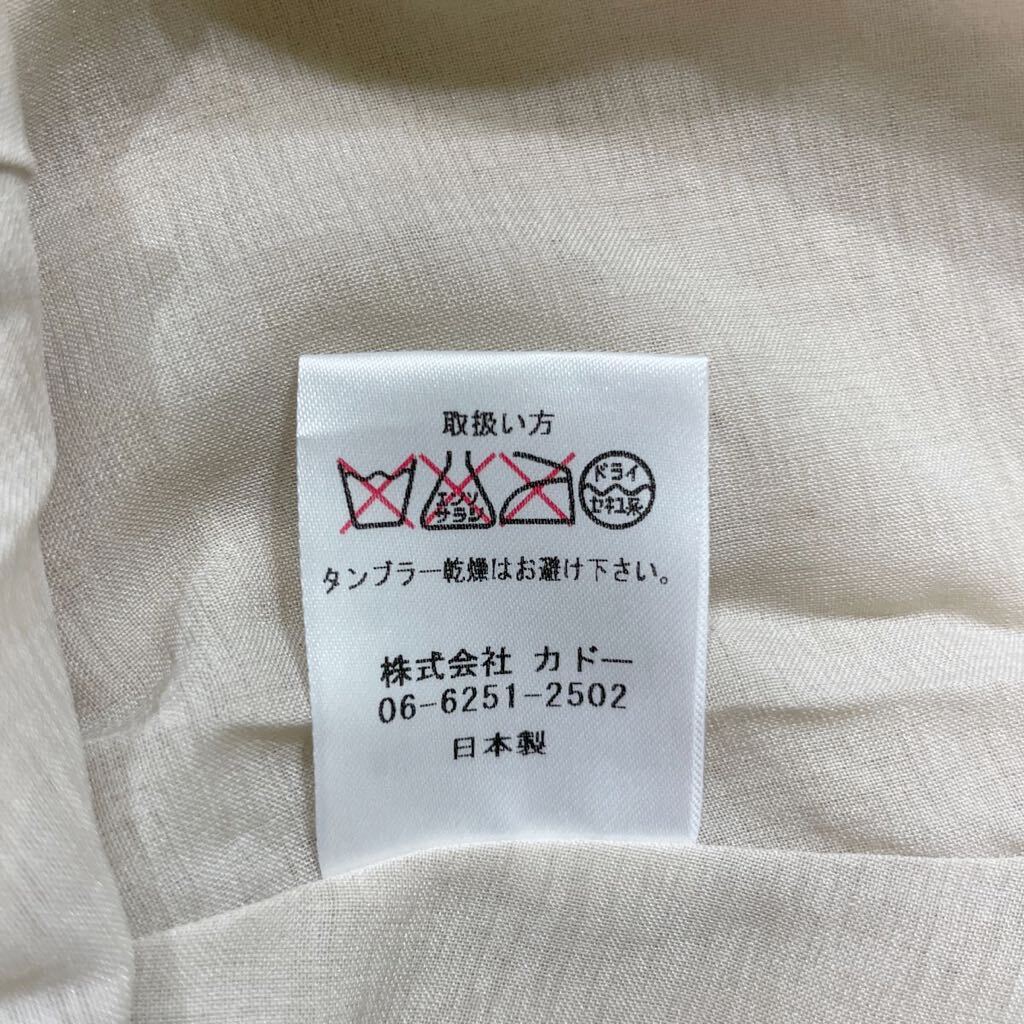 取扱い方
エンソ
サラシ
ドライ
セキユ系
タンブラー乾燥はお避け下さい。
株式会社 カドー
06-6251-2502
日本製